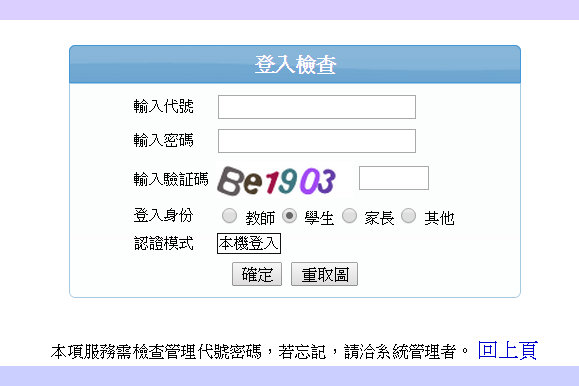 登入檢查
輸入代號
輸入密碼
輸入驗証碼 Be1903
登入身份 教師 學生 家長 其他
認證模式 本機登入
確定 重取圖
本項服務需檢查管理代號密碼，若忘記，請洽系統管理者。 回上頁